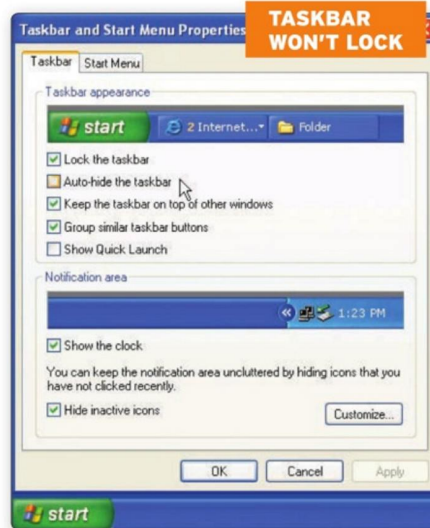 TASKBAR
WON'T LOCK
Taskbar and Start Menu Properties
Taskbar
Start Menu
Taskbar appearance
start
2 Internet...
Folder
Lock the taskbar
Auto-hide the taskbar
Keep the taskbar on top of other windows
Group similar taskbar buttons
Show Quick Launch
Notification area
1:23 PM
Show the clock
You can keep the notification area uncluttered by hiding icons that you
have not clicked recently.
Hide inactive icons
Customize...
OK
Cancel
Apply
start